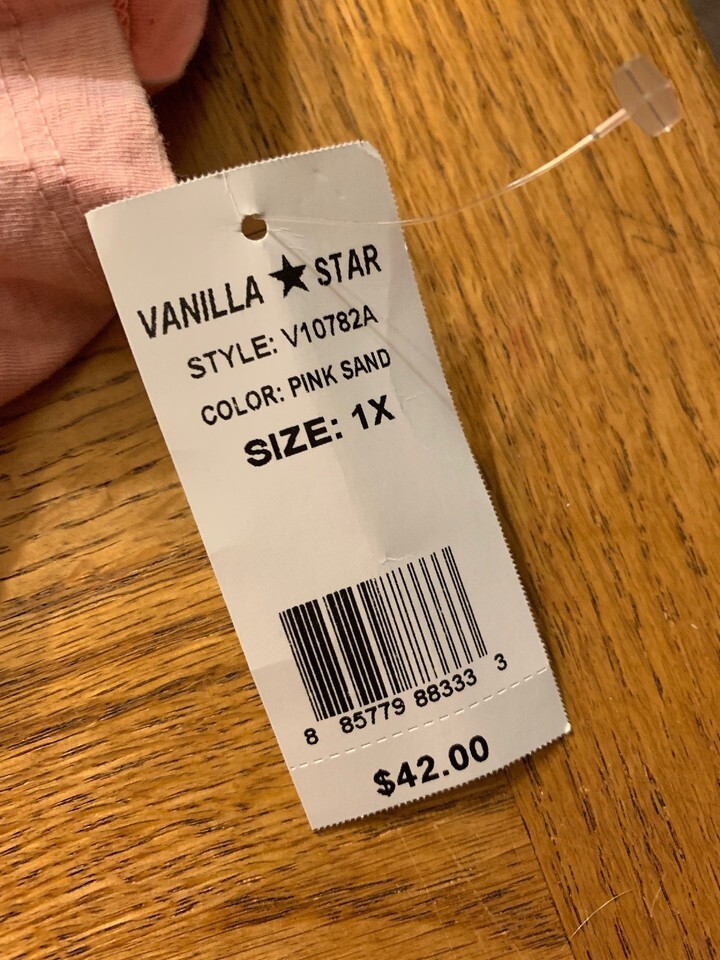 VANILLA ★ STAR
STYLE: V10782A
COLOR: PINK SAND
SIZE: 1X
8 85779 88333 3
$42.00